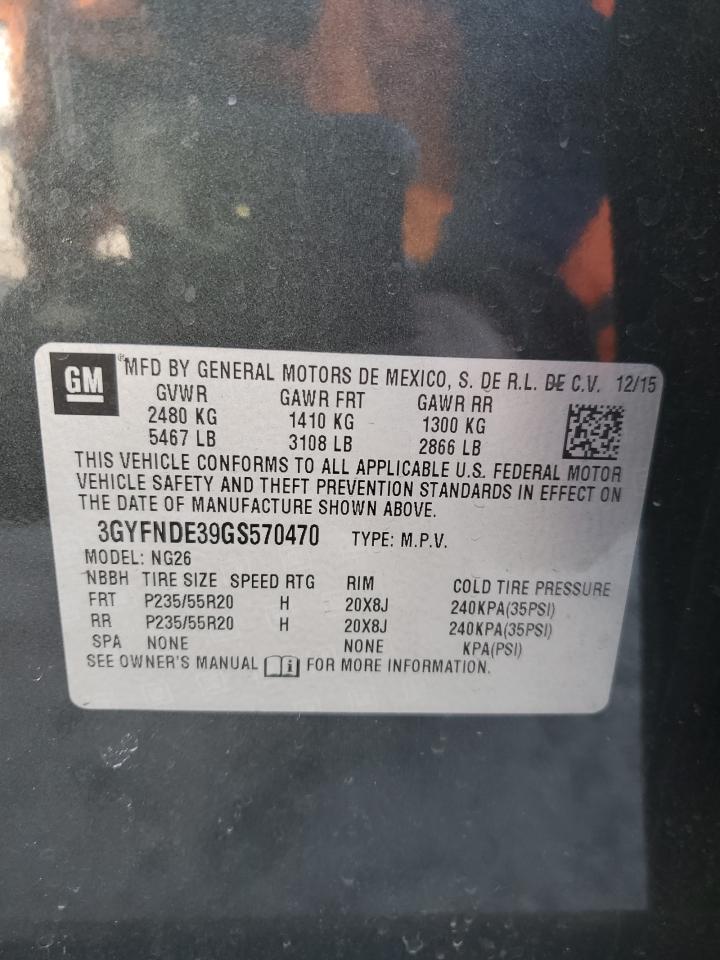 GM ® MFD BY GENERAL MOTORS DE MEXICO, S. DE R.L. DE C.V. 12/15
GVWR GAWR FRT GAWR RR
2480 KG 1410 KG 1300 KG
5467 LB 3108 LB 2866 LB
THIS VEHICLE CONFORMS TO ALL APPLICABLE U.S. FEDERAL MOTOR
VEHICLE SAFETY AND THEFT PREVENTION STANDARDS IN EFFECT ON
THE DATE OF MANUFACTURE SHOWN ABOVE.
3GYFNDE39GS570470 TYPE: M.P.V.
MODEL: NG26
NBBH TIRE SIZE SPEED RTG RIM COLD TIRE PRESSURE
FRT P235/55R20 H 20X8J 240KPA(35PSI)
RR P235/55R20 H 20X8J 240KPA(35PSI)
SPA NONE NONE KPA(PSI)
SEE OWNER'S MANUAL i FOR MORE INFORMATION.